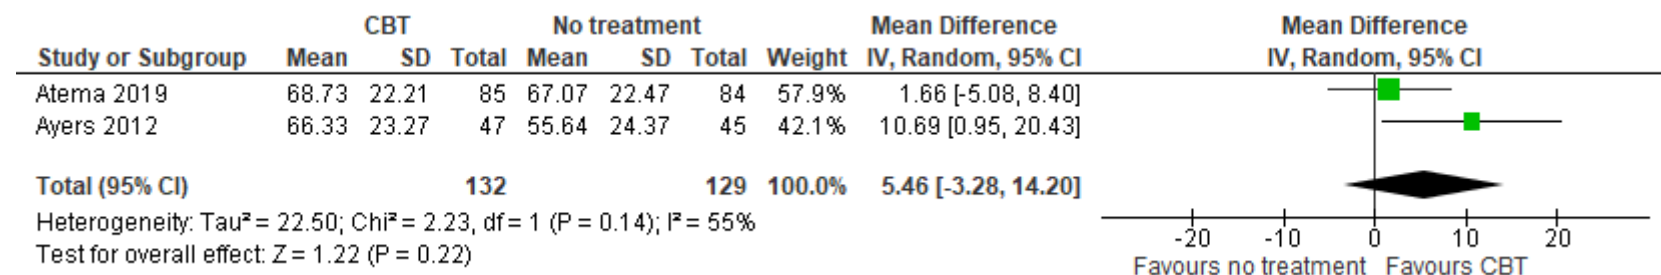 CBT No treatment Mean Difference Mean Difference
Study or Subgroup Mean SD Total Mean SD Total Weight IV, Random, 95% CI IV, Random, 95% CI
Atema 2019 68.73 22.21 85 67.07 22.47 84 57.9% 1.66 [-5.08, 8.40]
Ayers 2012 66.33 23.27 47 55.64 24.37 45 42.1% 10.69 [0.95, 20.43]
Total (95% CI) 132 129 100.0% 5.46 [-3.28, 14.20]
Heterogeneity: Tau² = 22.50; Chi² = 2.23, df = 1 (P = 0.14); I² = 55%
Test for overall effect: Z = 1.22 (P = 0.22)
-20 -10 0 10 20
Favours no treatment Favours CBT